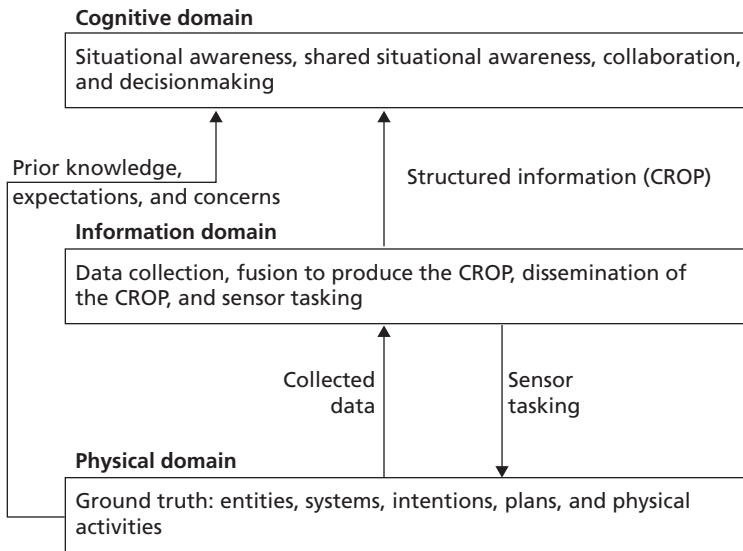 Cognitive domain
Situational awareness, shared situational awareness, collaboration,
and decisionmaking
Prior knowledge,
expectations, and concerns
Structured information (CROP)
Information domain
Data collection, fusion to produce the CROP, dissemination of
the CROP, and sensor tasking
Collected
data
Sensor
tasking
Physical domain
Ground truth: entities, systems, intentions, plans, and physical
activities